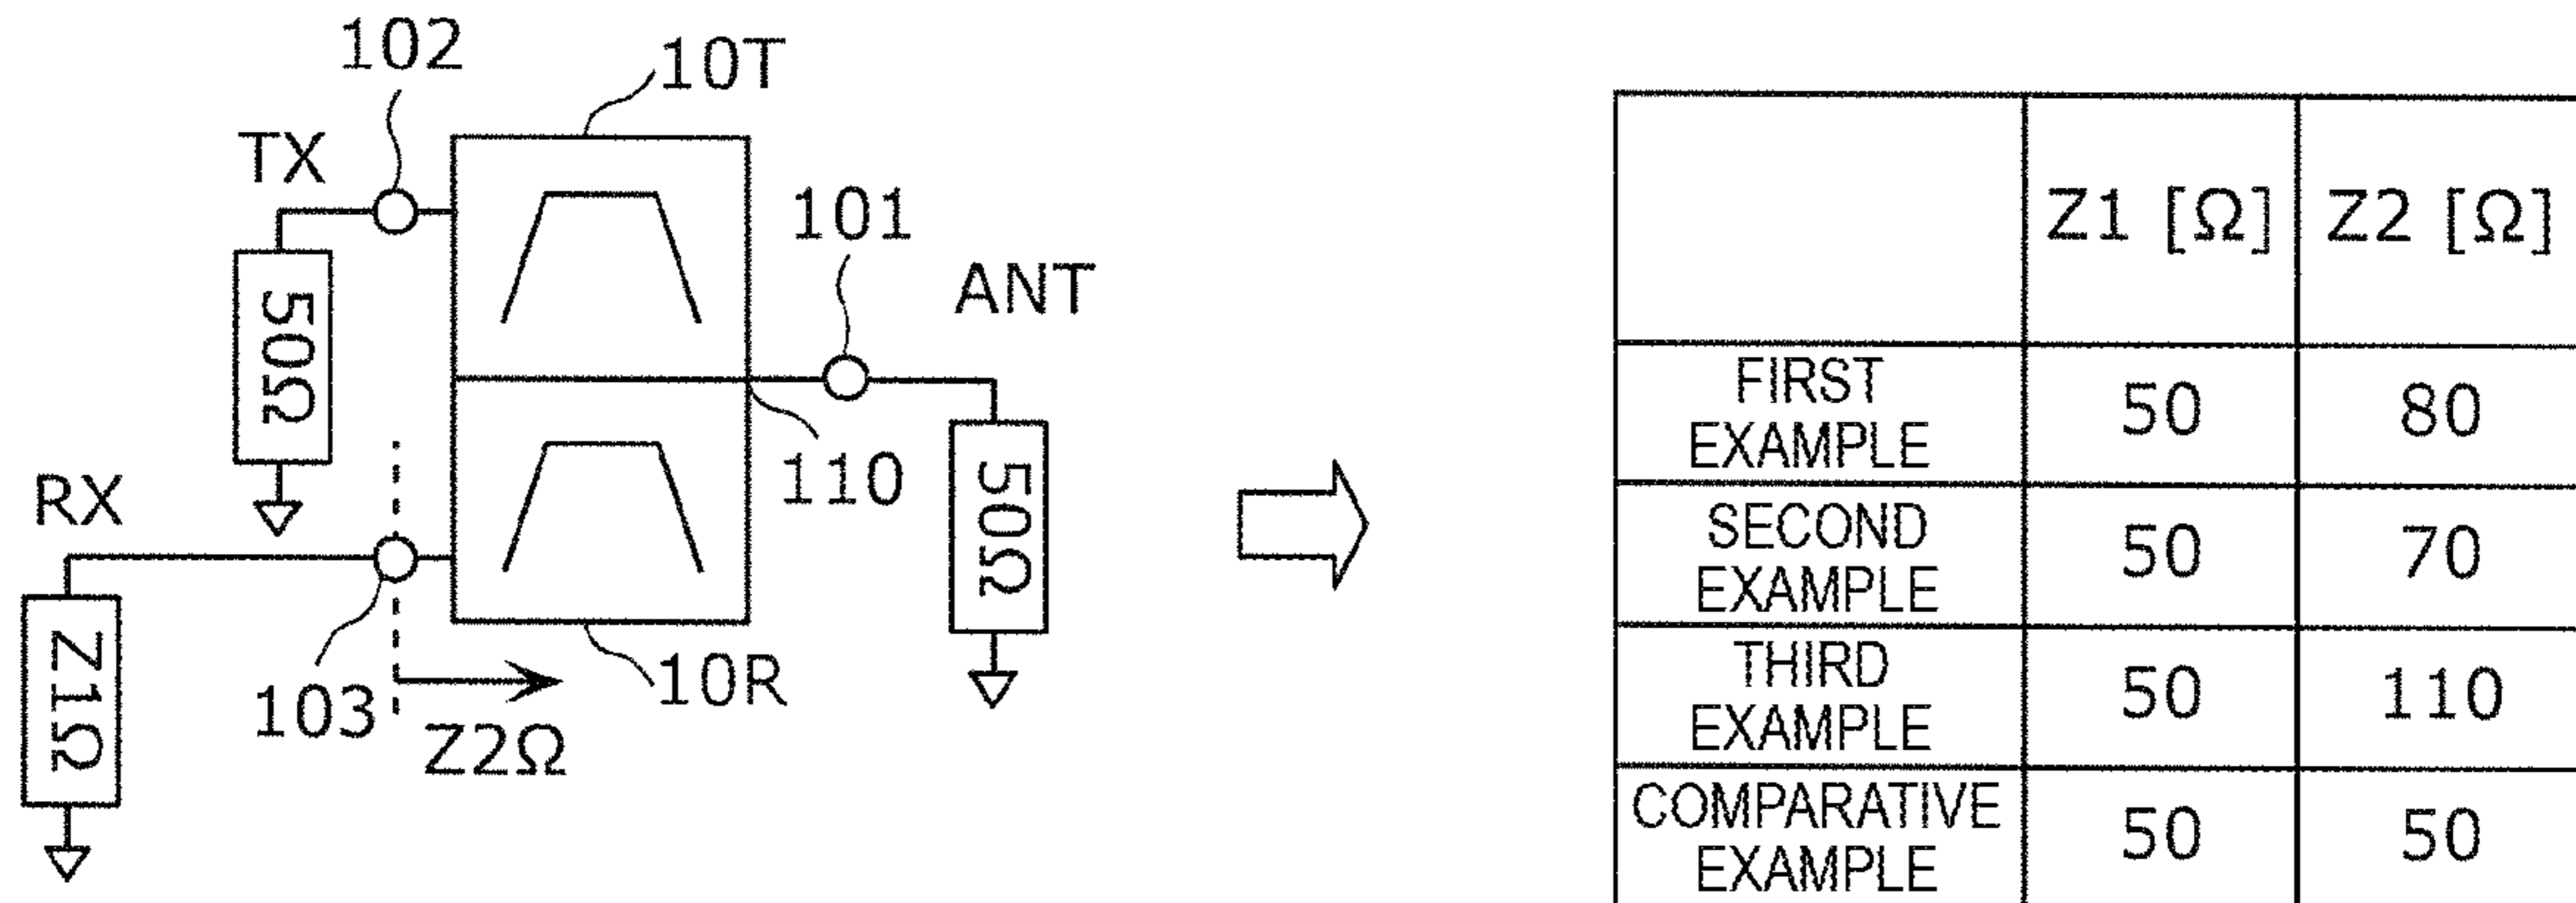 102
10T
TX
101
ANT
50Ω
110
50Ω
RX
Z1Ω
103
10R
Z2Ω
Z1 [Ω] Z2 [Ω]
FIRST
EXAMPLE 50 80
SECOND
EXAMPLE 50 70
THIRD
EXAMPLE 50 110
COMPARATIVE
EXAMPLE 50 50